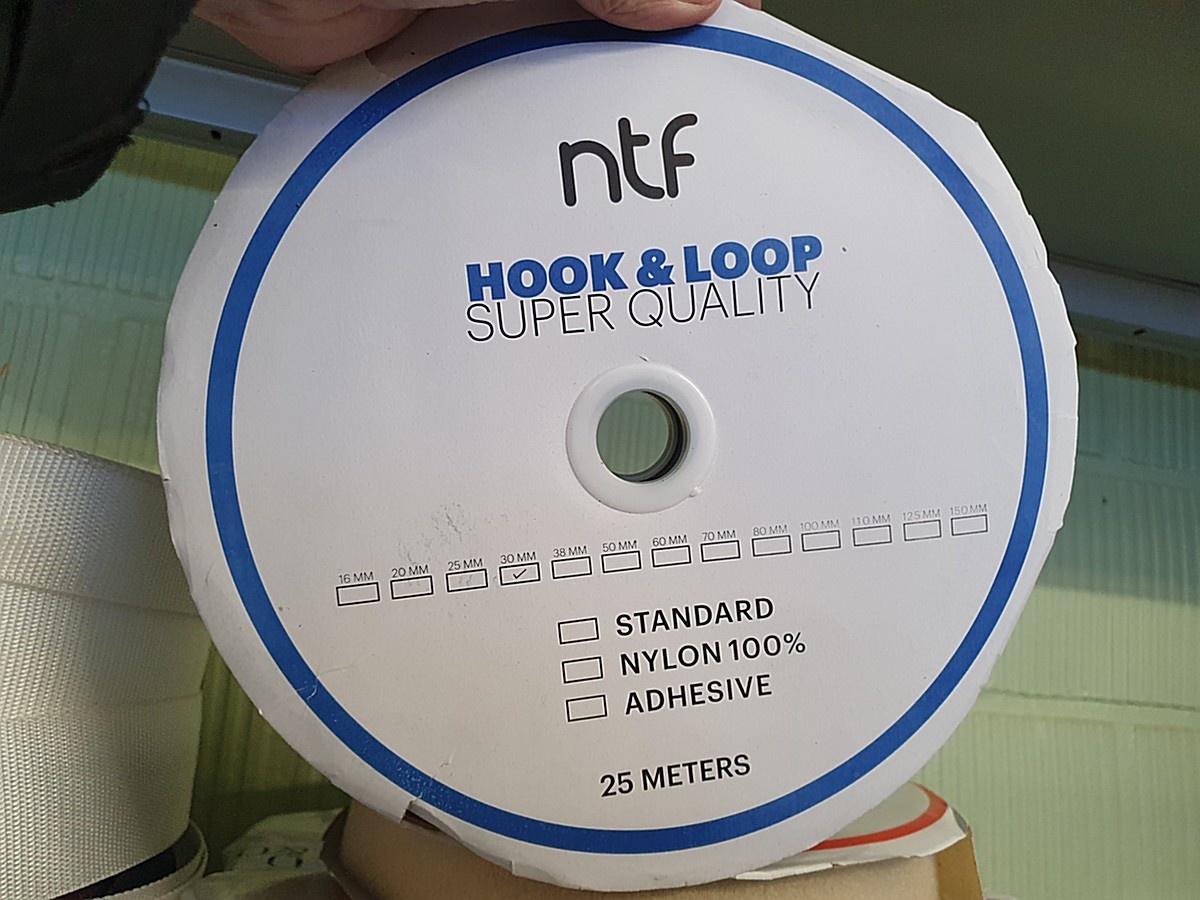 ntf
HOOK & LOOP
SUPER QUALITY
16 MM 20 MM 25 MM 30 MM 38 MM 50 MM 60 MM 70 MM 80 MM 100 MM 110 MM 125 MM 150 MM
STANDARD
NYLON 100%
ADHESIVE
25 METERS